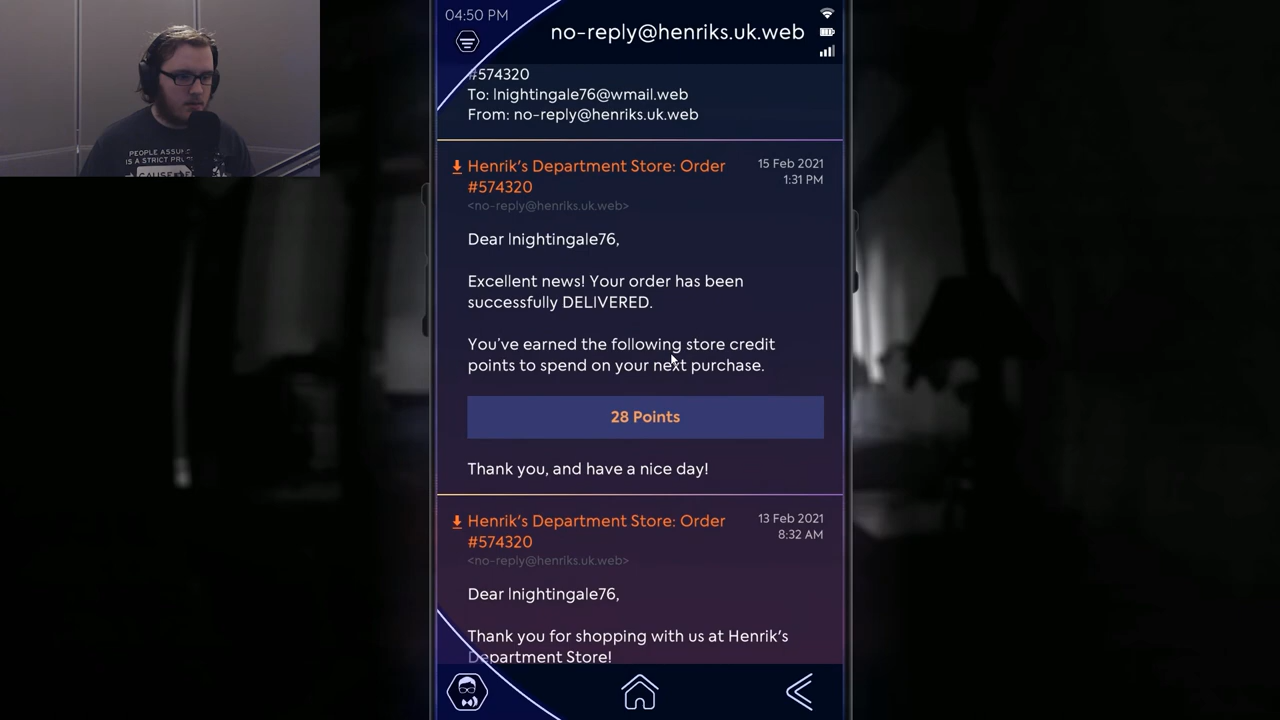 04:50 PM
no-reply@henriks.uk.web
#574320
To: lnightingale76@wmail.web
From: no-reply@henriks.uk.web
Henrik's Department Store: Order
#574320
15 Feb 2021
1:31 PM
<no-reply@henriks.uk.web>
Dear lnightingale76,
Excellent news! Your order has been
successfully DELIVERED.
You've earned the following store credit
points to spend on your next purchase.
28 Points
Thank you, and have a nice day!
Henrik's Department Store: Order
#574320
13 Feb 2021
8:32 AM
<no-reply@henriks.uk.web>
Dear lnightingale76,
Thank you for shopping with us at Henrik's
Department Store!
PEOPLE ASSUME
IS A STRICT
CAUSE